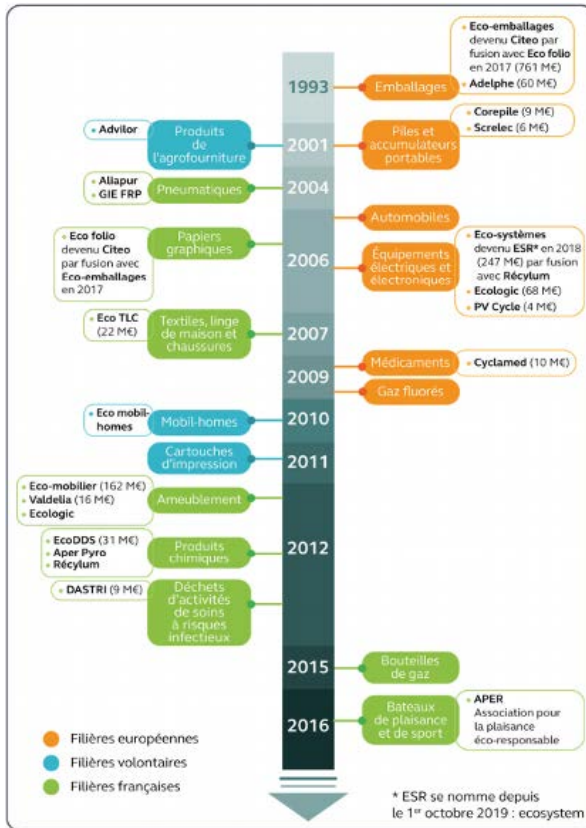 • Eco-emballages
devenu Citeo par
fusion avec Eco folio
en 2017 (761 M€)
• Adelphe (60 M€)
1993
Emballages
• Advilor
Produits
de
l'agrofourniture
2001
Piles et
accumulateurs
portables
• Corepile (9 M€)
• Screlec (6 M€)
• Aliapur
• GIE FRP
Pneumatiques
2004
Automobiles
• Eco folio
devenu Citeo
par fusion avec
Eco-emballages
en 2017
Papiers
graphiques
2006
Équipements
électriques et
électroniques
• Eco-systèmes
devenu ESR* en 2018
(247 M€) par fusion
avec Récylum
• Ecologic (68 M€)
• PV Cycle (4 M€)
• Eco TLC
(22 M€)
Textiles, linge
de maison et
chaussures
2007
Médicaments
• Cyclamed (10 M€)
2009
Gaz fluorés
• Eco mobil-
homes
Mobil-homes
2010
Cartouches
d'impression
2011
• Eco-mobilier (162 M€)
• Valdelia (16 M€)
• Ecologic
Ameublement
2012
• EcoDDS (31 M€)
• Aper Pyro
• Récylum
Produits
chimiques
• DASTRI (9 M€)
Déchets
d'activités
de soins
à risques
infectieux
2015
Bouteilles
de gaz
2016
Bateaux
de plaisance
et de sport
• APER
Association pour
la plaisance
éco-responsable
Filières européennes
Filières volontaires
Filières françaises
* ESR se nomme depuis
le 1er octobre 2019 : ecosystem